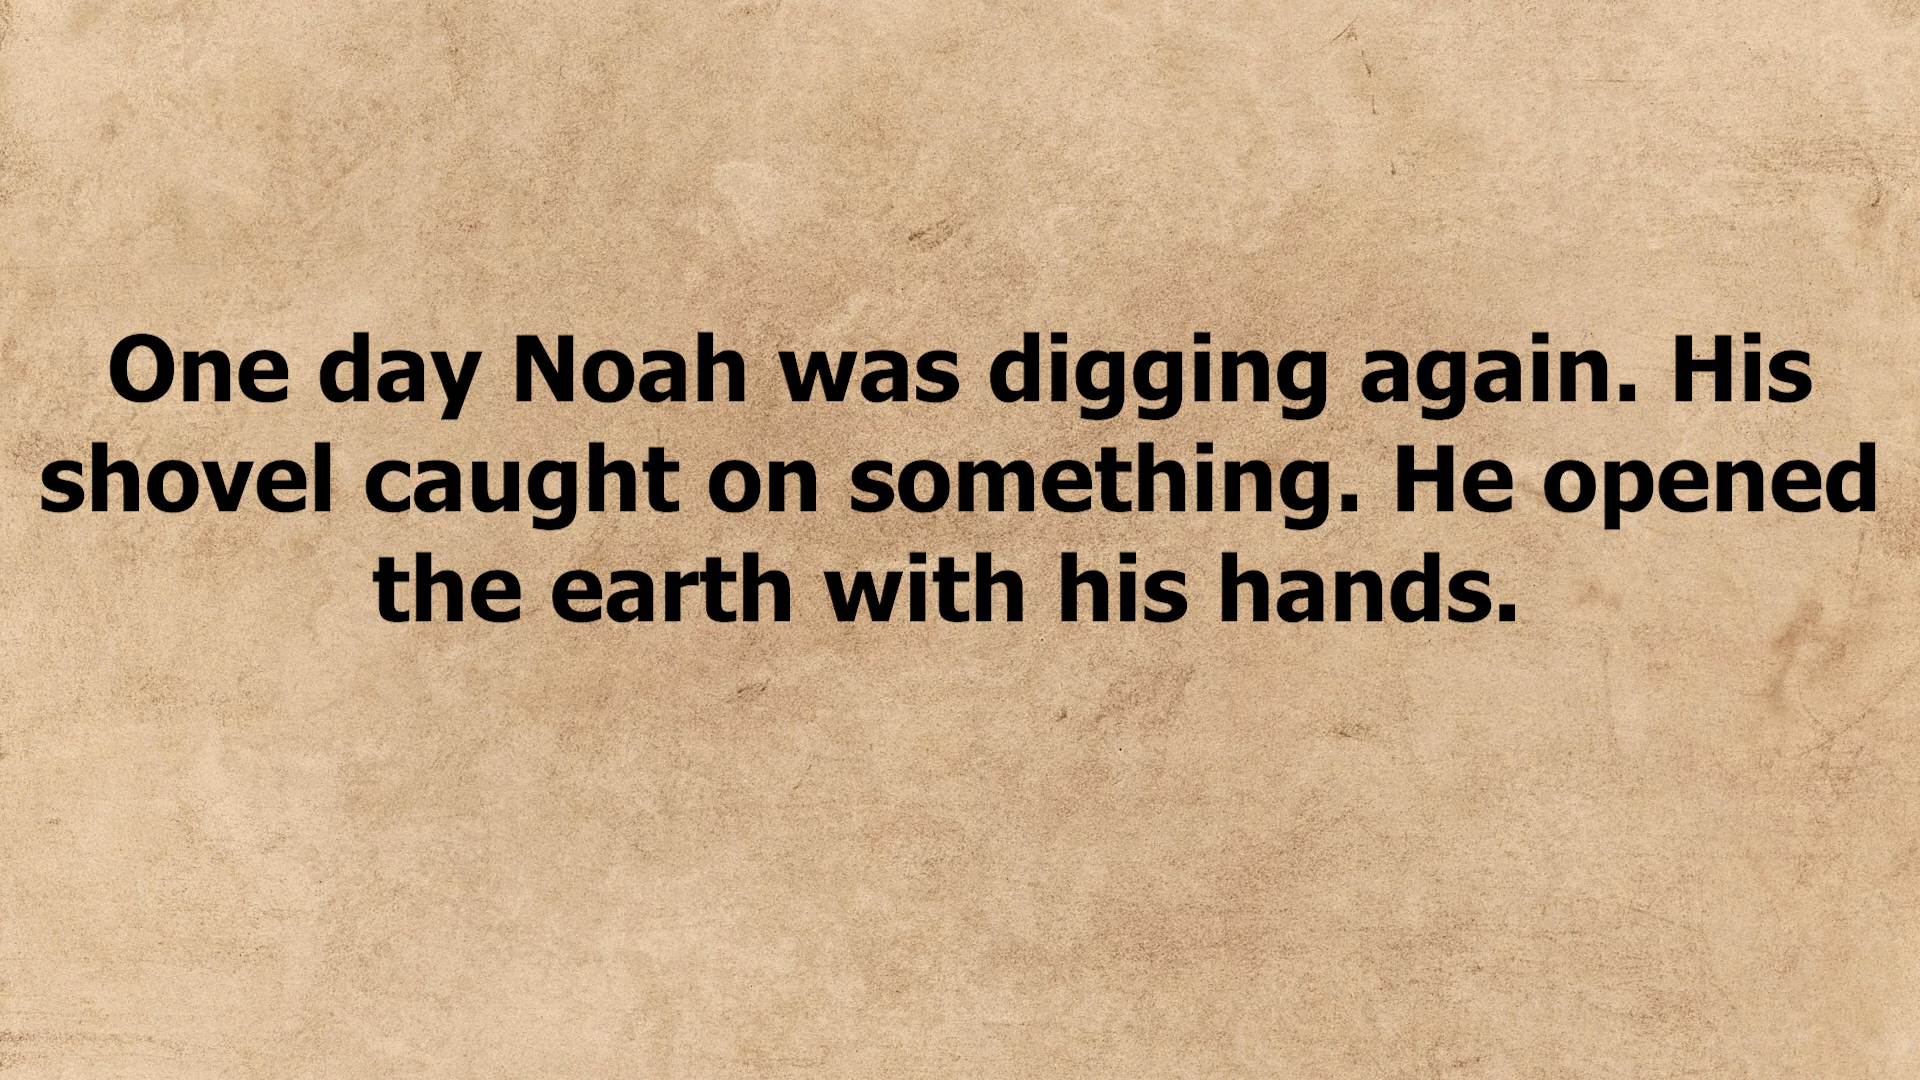 One day Noah was digging again. His
shovel caught on something. He opened
the earth with his hands.